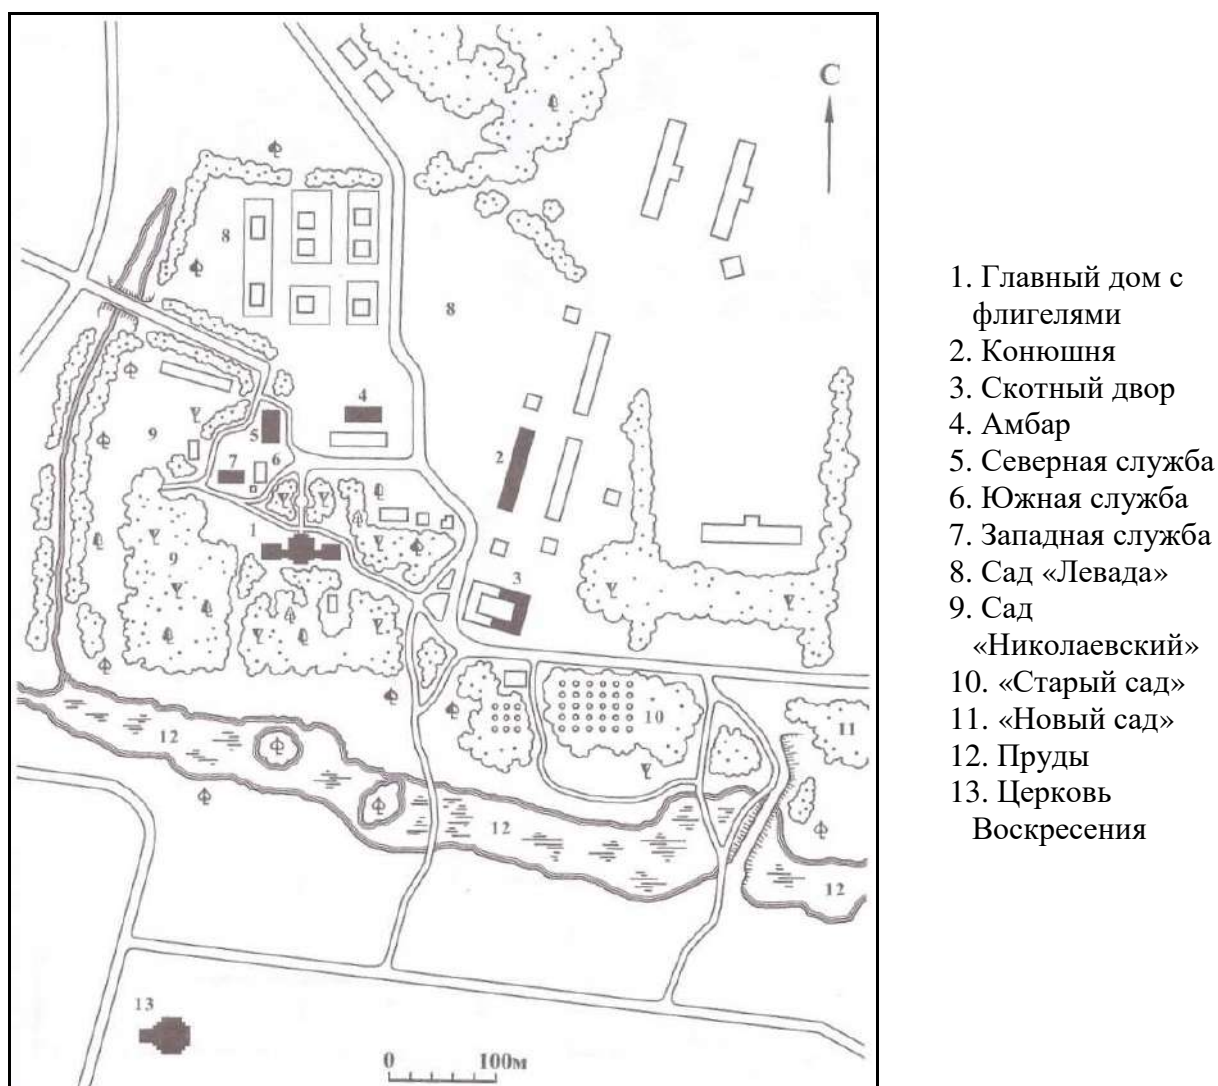 С
8
8
4
9
5
2
6
7
1
9
3
10
11
12
12
12
13
0 100м
1. Главный дом с
флигелями
2. Конюшня
3. Скотный двор
4. Амбар
5. Северная служба
6. Южная служба
7. Западная служба
8. Сад «Левада»
9. Сад
«Николаевский»
10. «Старый сад»
11. «Новый сад»
12. Пруды
13. Церковь
Воскресения